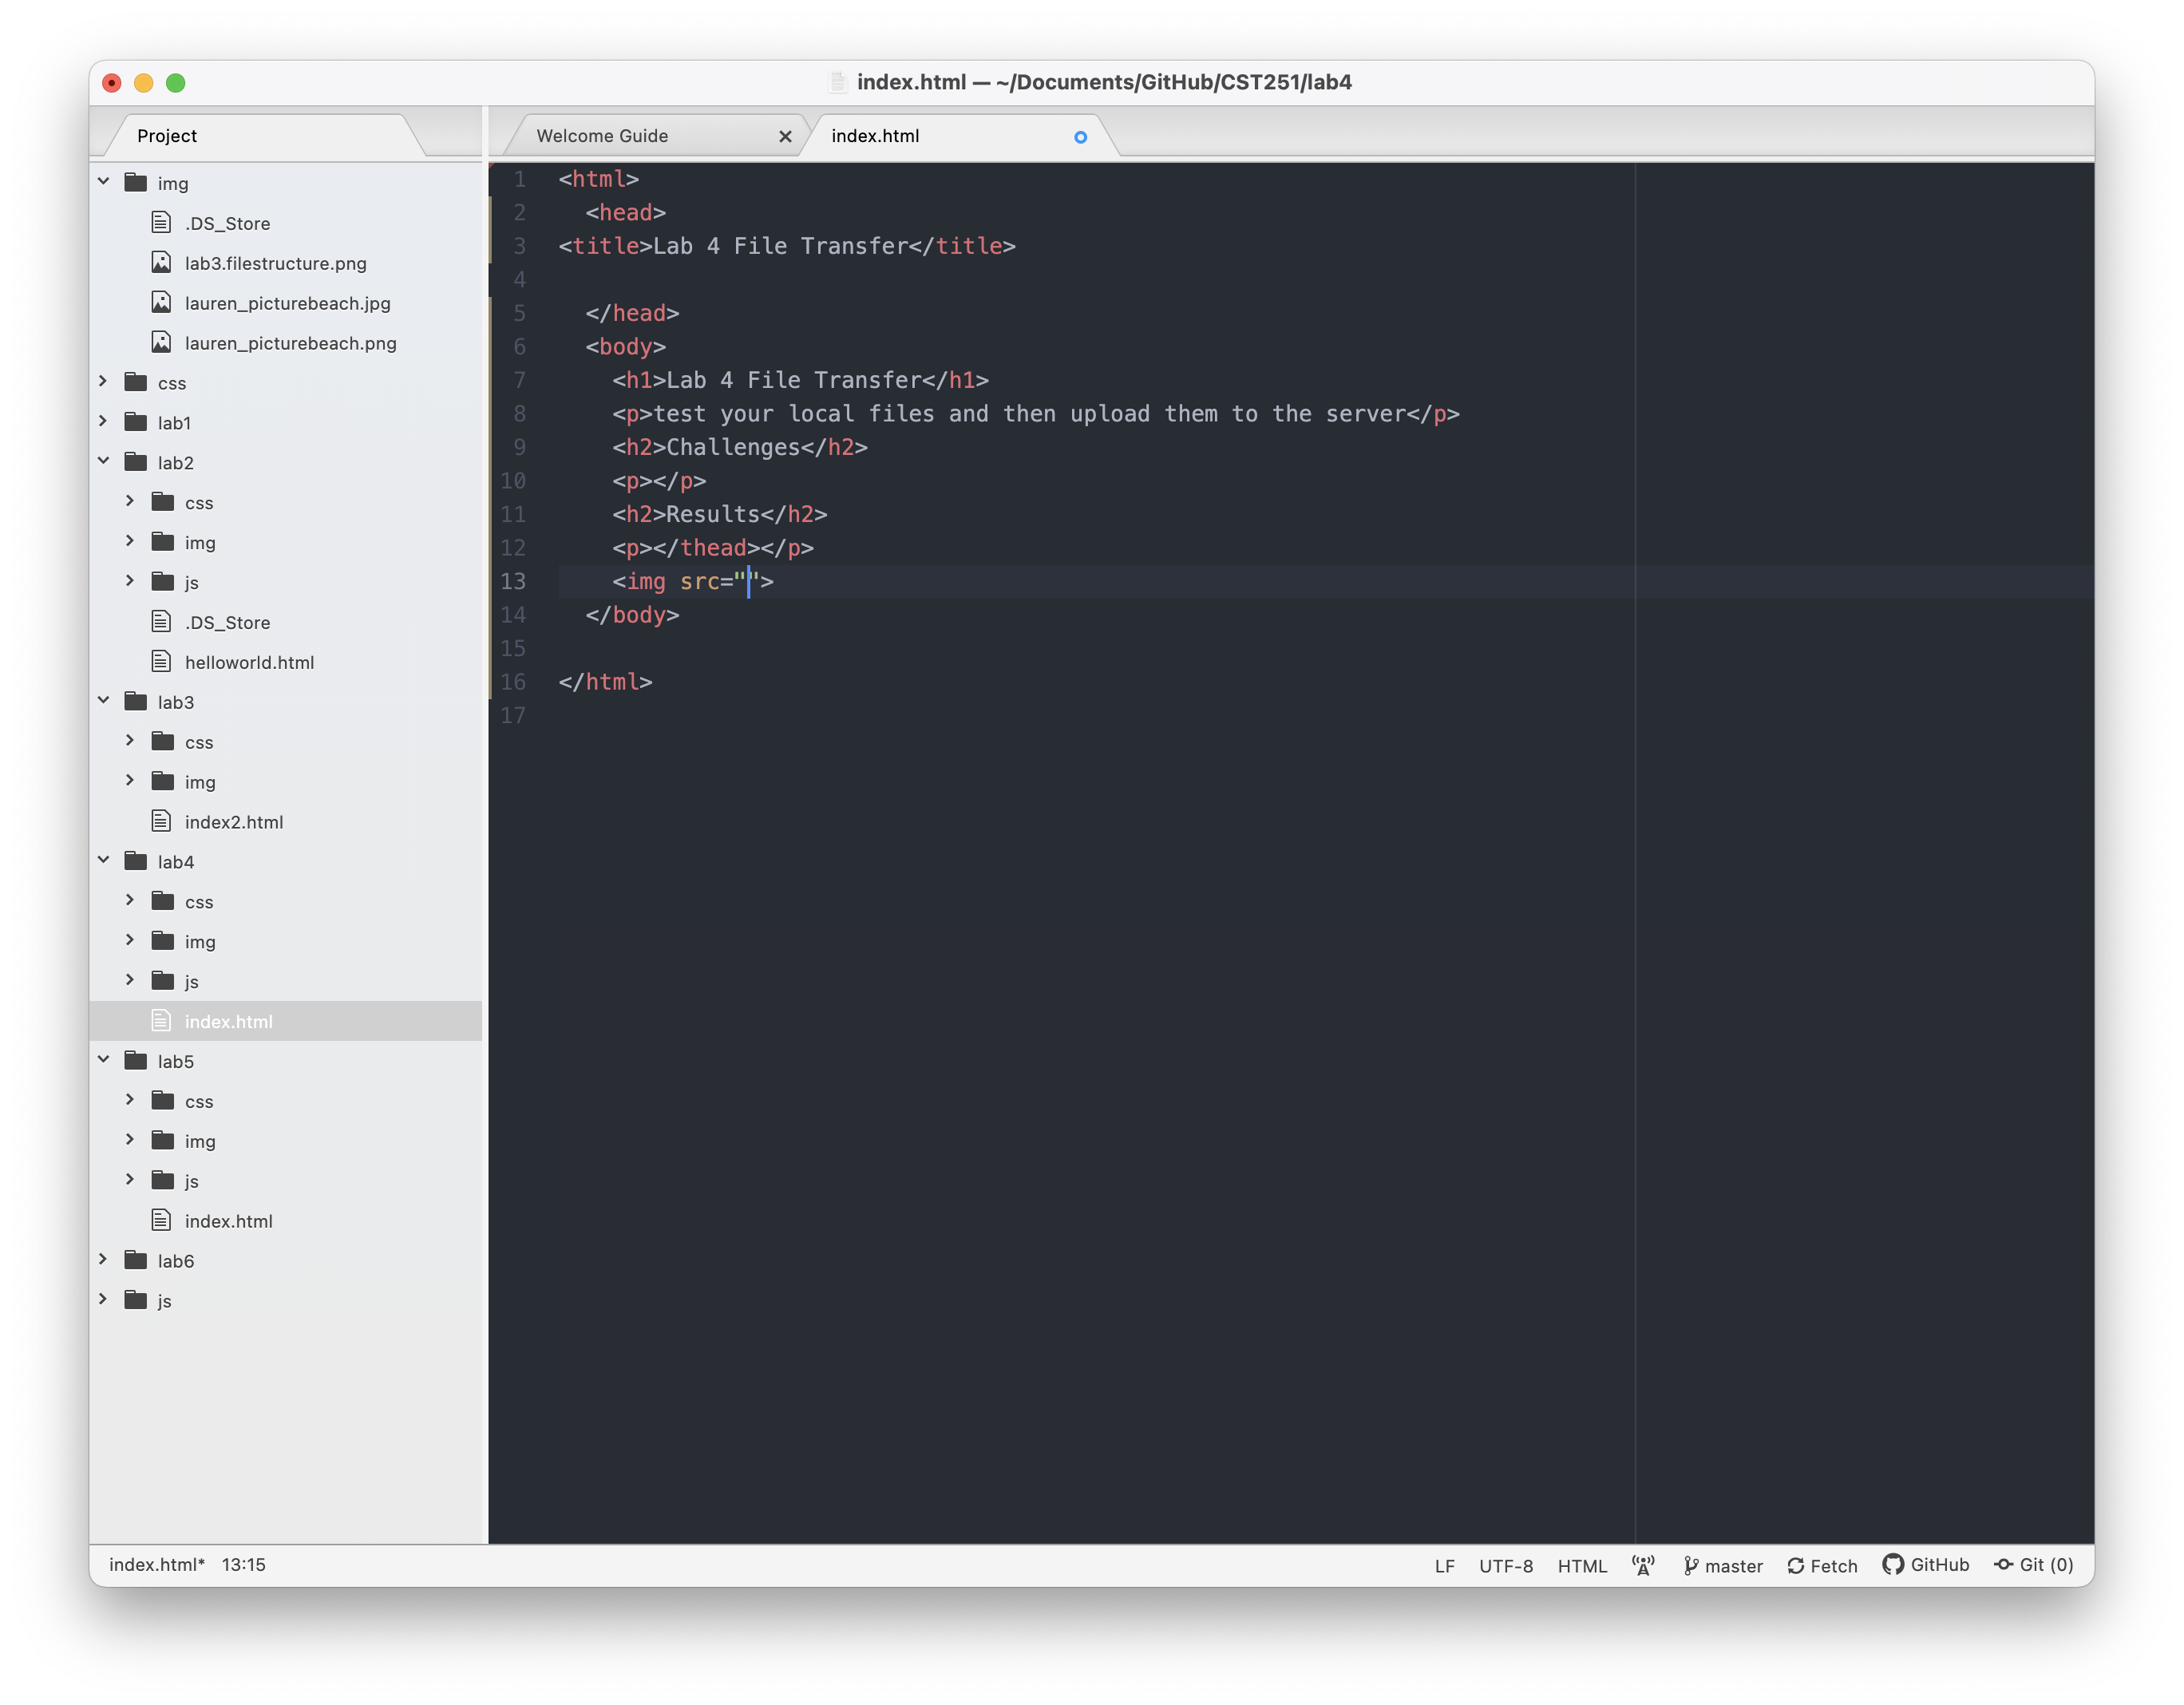 index.html — ~/Documents/GitHub/CST251/lab4
Project
Welcome Guide
index.html
img
.DS_Store
lab3.filestructure.png
lauren_picturebeach.jpg
lauren_picturebeach.png
css
lab1
lab2
css
img
js
.DS_Store
helloworld.html
lab3
css
img
index2.html
lab4
css
img
js
index.html
lab5
css
img
js
index.html
lab6
js
1 <html>
2 <head>
3 <title>Lab 4 File Transfer</title>
4
5 </head>
6 <body>
7 <h1>Lab 4 File Transfer</h1>
8 <p>test your local files and then upload them to the server</p>
9 <h2>Challenges</h2>
10 <p></p>
11 <h2>Results</h2>
12 <p></thead></p>
13 <img src="">
14 </body>
15
16 </html>
17
index.html* 13:15
LF UTF-8 HTML master Fetch GitHub Git (0)